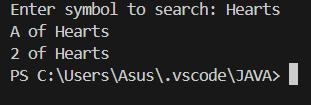 Enter symbol to search: Hearts
A of Hearts
2 of Hearts
PS C:\Users\Asus\.vscode\JAVA>